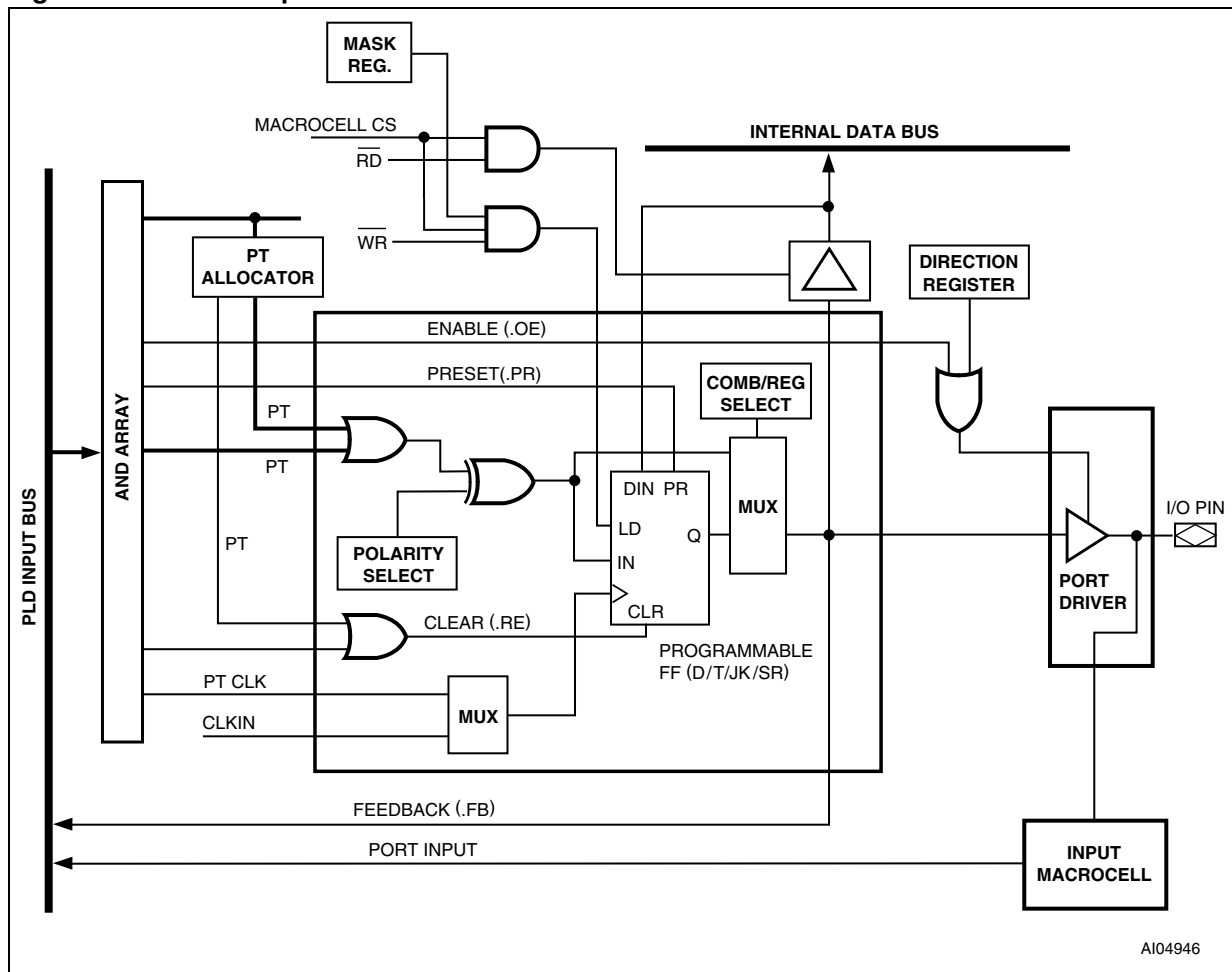 MASK
REG.
MACROCELL CS
RD
WR
INTERNAL DATA BUS
PT
ALLOCATOR
DIRECTION
REGISTER
ENABLE (.OE)
PRESET(.PR)
COMB/REG
SELECT
PT
PT
PT
AND ARRAY
PLD INPUT BUS
POLARITY
SELECT
DIN PR
LD
IN
Q
CLR
MUX
I/O PIN
PORT
DRIVER
CLEAR (.RE)
PROGRAMMABLE
FF (D/T/JK/SR)
PT CLK
CLKIN
MUX
FEEDBACK (.FB)
PORT INPUT
INPUT
MACROCELL
AI04946